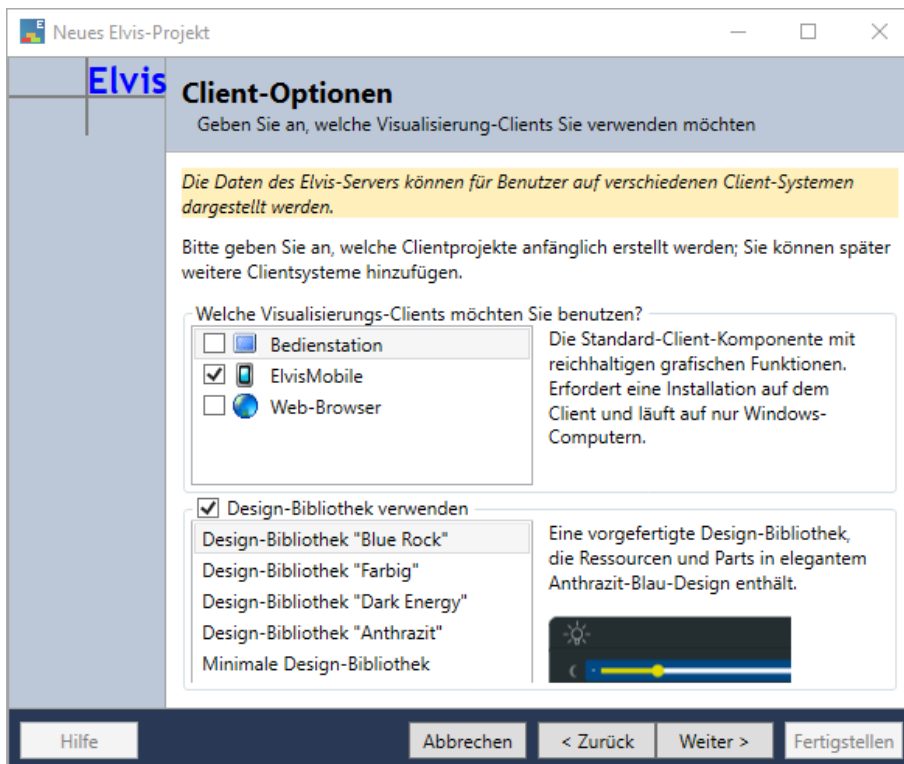 Neues Elvis-Projekt
Elvis
Client-Optionen
Geben Sie an, welche Visualisierung-Clients Sie verwenden möchten
Die Daten des Elvis-Servers können für Benutzer auf verschiedenen Client-Systemen
dargestellt werden.
Bitte geben Sie an, welche Clientprojekte anfänglich erstellt werden; Sie können später
weitere Clientsysteme hinzufügen.
Welche Visualisierungs-Clients möchten Sie benutzen?
Bedienstation
ElvisMobile
Web-Browser
Die Standard-Client-Komponente mit
reichhaltigen grafischen Funktionen.
Erfordert eine Installation auf dem
Client und läuft auf nur Windows-
Computern.
Design-Bibliothek verwenden
Design-Bibliothek "Blue Rock"
Design-Bibliothek "Farbig"
Design-Bibliothek "Dark Energy"
Design-Bibliothek "Anthrazit"
Minimale Design-Bibliothek
Eine vorgefertigte Design-Bibliothek,
die Ressourcen und Parts in elegantem
Anthrazit-Blau-Design enthält.
Hilfe
Abbrechen
< Zurück
Weiter >
Fertigstellen